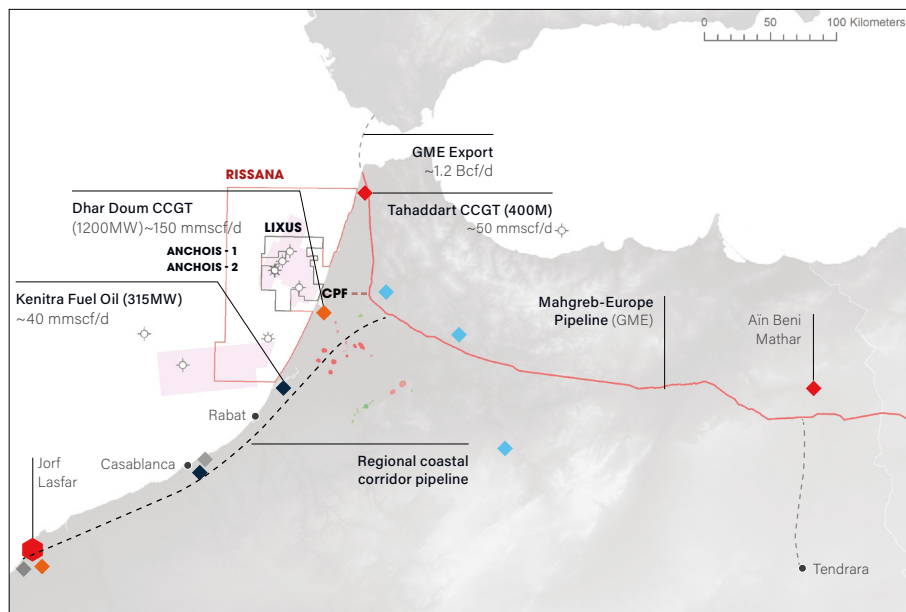 0 50 100 Kilometers
GME Export
~1.2 Bcf/d
RISSANA
Dhar Doum CCGT
(1200MW)~150 mmscf/d
Tahaddart CCGT (400M)
~50 mmscf/d
LIXUS
ANCHOIS - 1
ANCHOIS - 2
Kenitra Fuel Oil (315MW)
~40 mmscf/d
CPF
Mahgreb-Europe
Pipeline (GME)
Aïn Beni
Mathar
Rabat
Casablanca
Regional coastal
corridor pipeline
Jorf
Lasfar
Tendrara